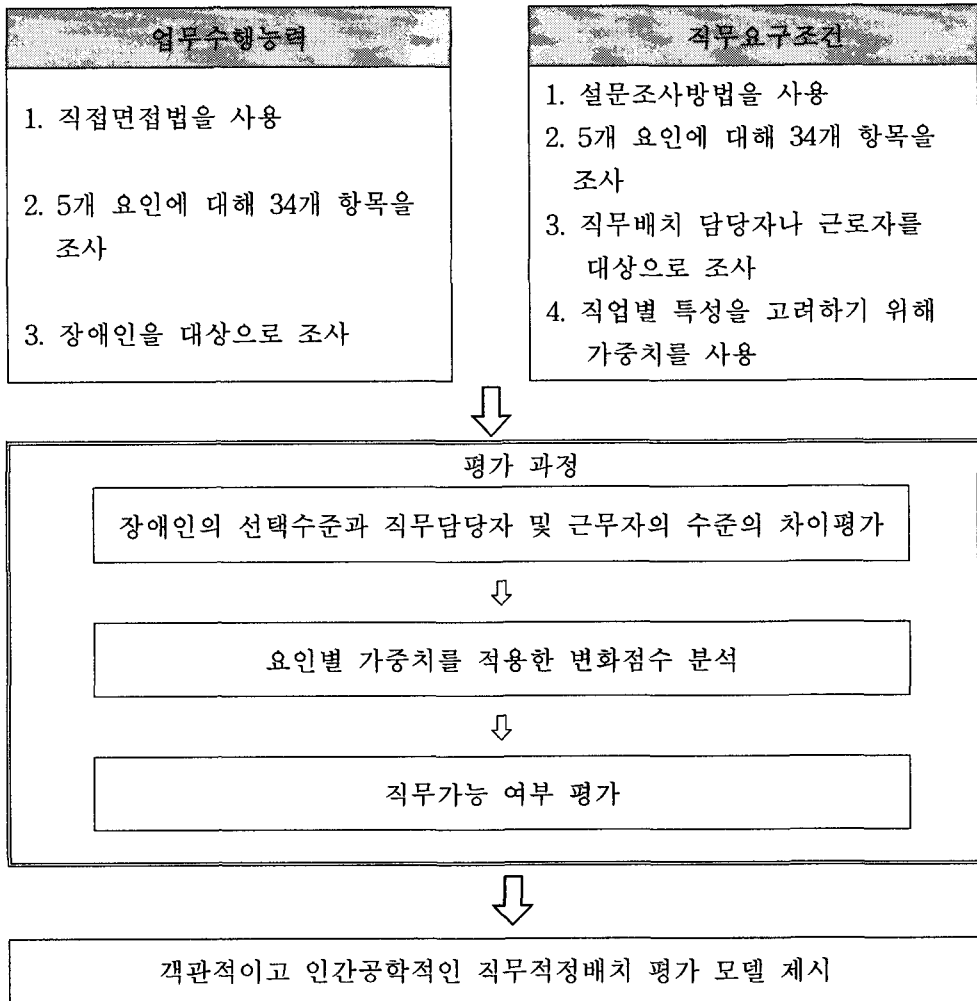 업무수행능력
1. 직접면접법을 사용
2. 5개 요인에 대해 34개 항목을
조사
3. 장애인을 대상으로 조사
직무요구조건
1. 설문조사방법을 사용
2. 5개 요인에 대해 34개 항목을
조사
3. 직무배치 담당자나 근로자를
대상으로 조사
4. 직업별 특성을 고려하기 위해
가중치를 사용
평가 과정
장애인의 선택수준과 직무담당자 및 근무자의 수준의 차이평가
요인별 가중치를 적용한 변화점수 분석
직무가능 여부 평가
객관적이고 인간공학적인 직무적정배치 평가 모델 제시